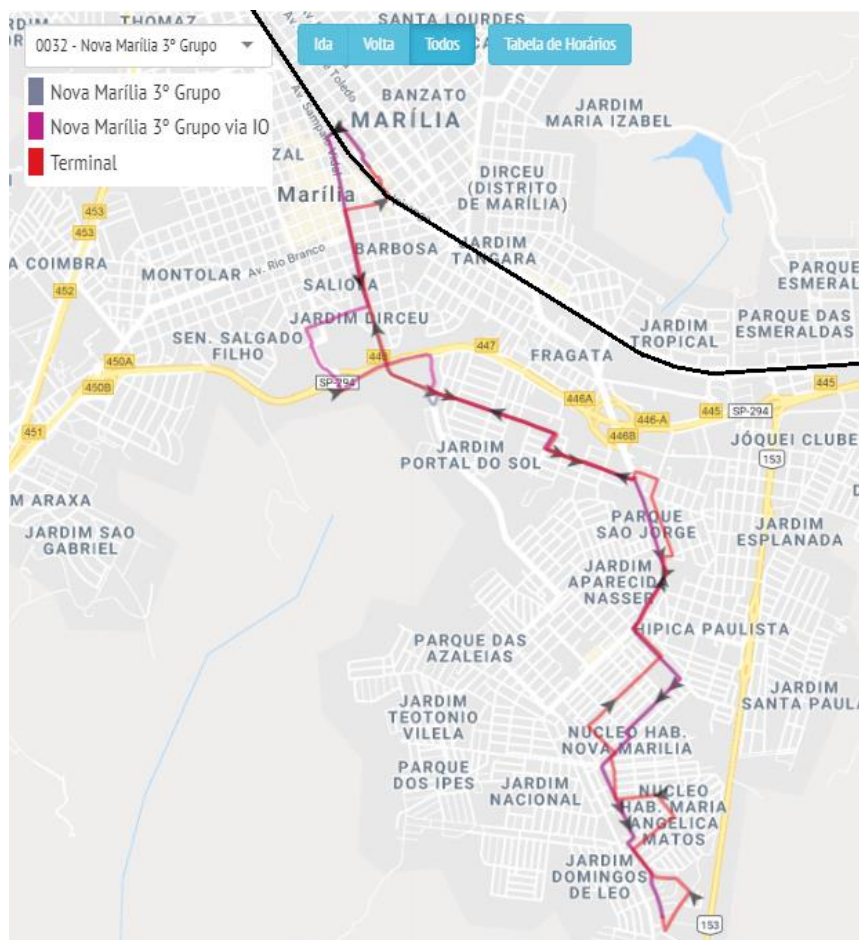 THOMAZ
SANTA LOURDES
0032 - Nova Marília 3º Grupo
Ida
Volta
Todos
Tabela de Horários
Nova Marília 3º Grupo
Nova Marília 3º Grupo via IO
Terminal
BANZATO
MARÍLIA
JARDIM
MARIA IZABEL
Av. Sampaio Vidal
DIRCEU
(DISTRITO
DE MARÍLIA)
Marília
453
453
BARBOSA
JARDIM
TANGARA
A COIMBRA
MONTOLAR
Av. Rio Branco
SALIOLA
452
PARQUE
ESMERAL
JARDIM DIRCEU
SEN. SALGADO
FILHO
PARQUE DAS
ESMERALDAS
JARDIM
TROPICAL
FRAGATA
447
448
450A
450B
SP-294
446A
446-A
446B
445
SP-294
445
451
JARDIM
PORTAL DO SOL
JÓQUEI CLUBE
153
M ARAXA
JARDIM SAO
GABRIEL
PARQUE
SAO JORGE
JARDIM
ESPLANADA
JARDIM
APARECIDA
NASSER
HIPICA PAULISTA
PARQUE DAS
AZALEIAS
JARDIM
SANTA PAULA
JARDIM
TEOTONIO
VILELA
NUCLEO HAB.
NOVA MARILIA
PARQUE
DOS IPES
JARDIM
NACIONAL
NUCLEO
HAB. MARIA
ANGELICA
MATOS
JARDIM
DOMINGOS
DE LEO
153